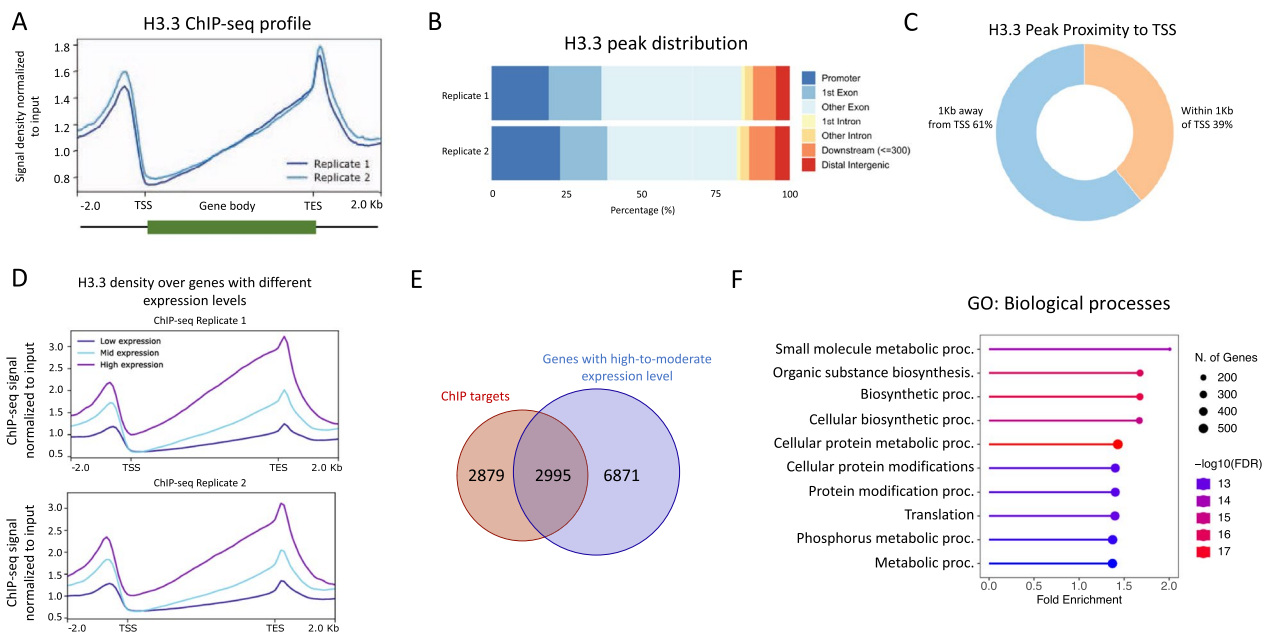 A
H3.3 ChIP-seq profile
Signal density normalized
to input
1.8
1.6
1.4
1.2
1.0
0.8
Replicate 1
Replicate 2
-2.0
TSS
Gene body
TES
2.0 Kb
B
H3.3 peak distribution
Replicate 1
Replicate 2
0
25
50
75
100
Percentage (%)
Promoter
1st Exon
Other Exon
1st Intron
Other Intron
Downstream (<=300)
Distal Intergenic
C
H3.3 Peak Proximity to TSS
1Kb away
from TSS 61%
Within 1Kb
of TSS 39%
D
H3.3 density over genes with different
expression levels
ChIP-seq Replicate 1
ChIP-seq signal
normalized to input
3.0
2.5
2.0
1.5
1.0
0.5
Low expression
Mid expression
High expression
-2.0
TSS
TES
2.0 Kb
ChIP-seq Replicate 2
ChIP-seq signal
normalized to input
3.0
2.5
2.0
1.5
1.0
0.5
-2.0
TSS
TES
2.0 Kb
E
Genes with high-to-moderate
expression level
ChIP targets
2879
2995
6871
F
GO: Biological processes
Small molecule metabolic proc.
Organic substance biosynthesis.
Biosynthetic proc.
Cellular biosynthetic proc.
Cellular protein metabolic proc.
Cellular protein modifications
Protein modification proc.
Translation
Phosphorus metabolic proc.
Metabolic proc.
0.0
0.5
1.0
1.5
2.0
Fold Enrichment
N. of Genes
200
300
400
500
−log10(FDR)
13
14
15
16
17